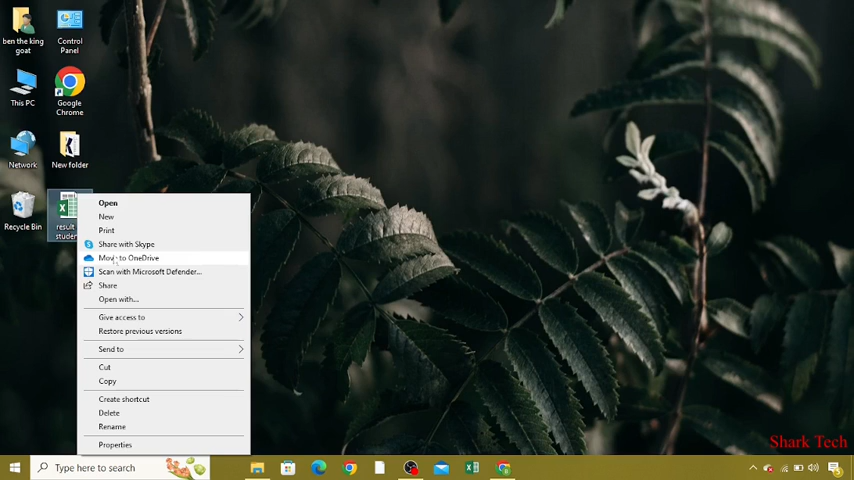 ben the king
goat
Control
Panel
This PC
Google
Chrome
Network
New folder
Recycle Bin
result
studen
Open
New
Print
Share with Skype
Move to OneDrive
Scan with Microsoft Defender...
Share
Open with...
Give access to
Restore previous versions
Send to
Cut
Copy
Create shortcut
Delete
Rename
Properties
Shark Tech
Type here to search